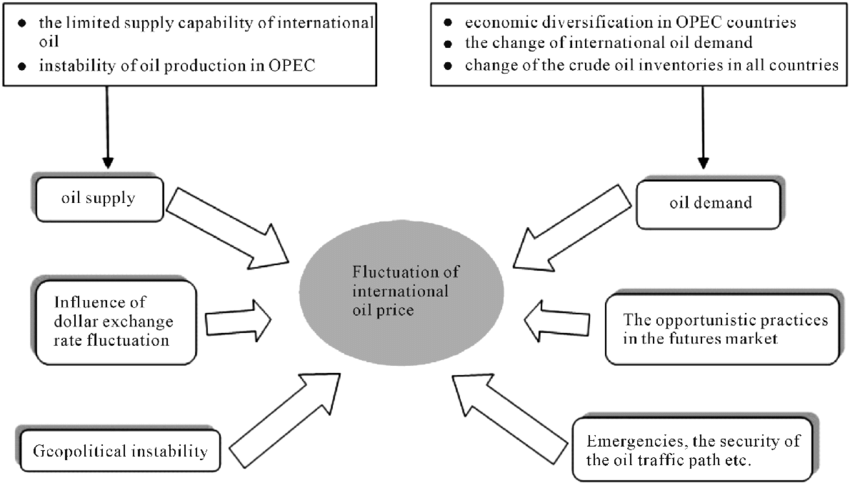 ● the limited supply capability of international
oil
● instability of oil production in OPEC
● economic diversification in OPEC countries
● the change of international oil demand
● change of the crude oil inventories in all countries
oil supply
oil demand
Fluctuation of
international
oil price
Influence of
dollar exchange
rate fluctuation
The opportunistic practices
in the futures market
Geopolitical instability
Emergencies, the security of
the oil traffic path etc.